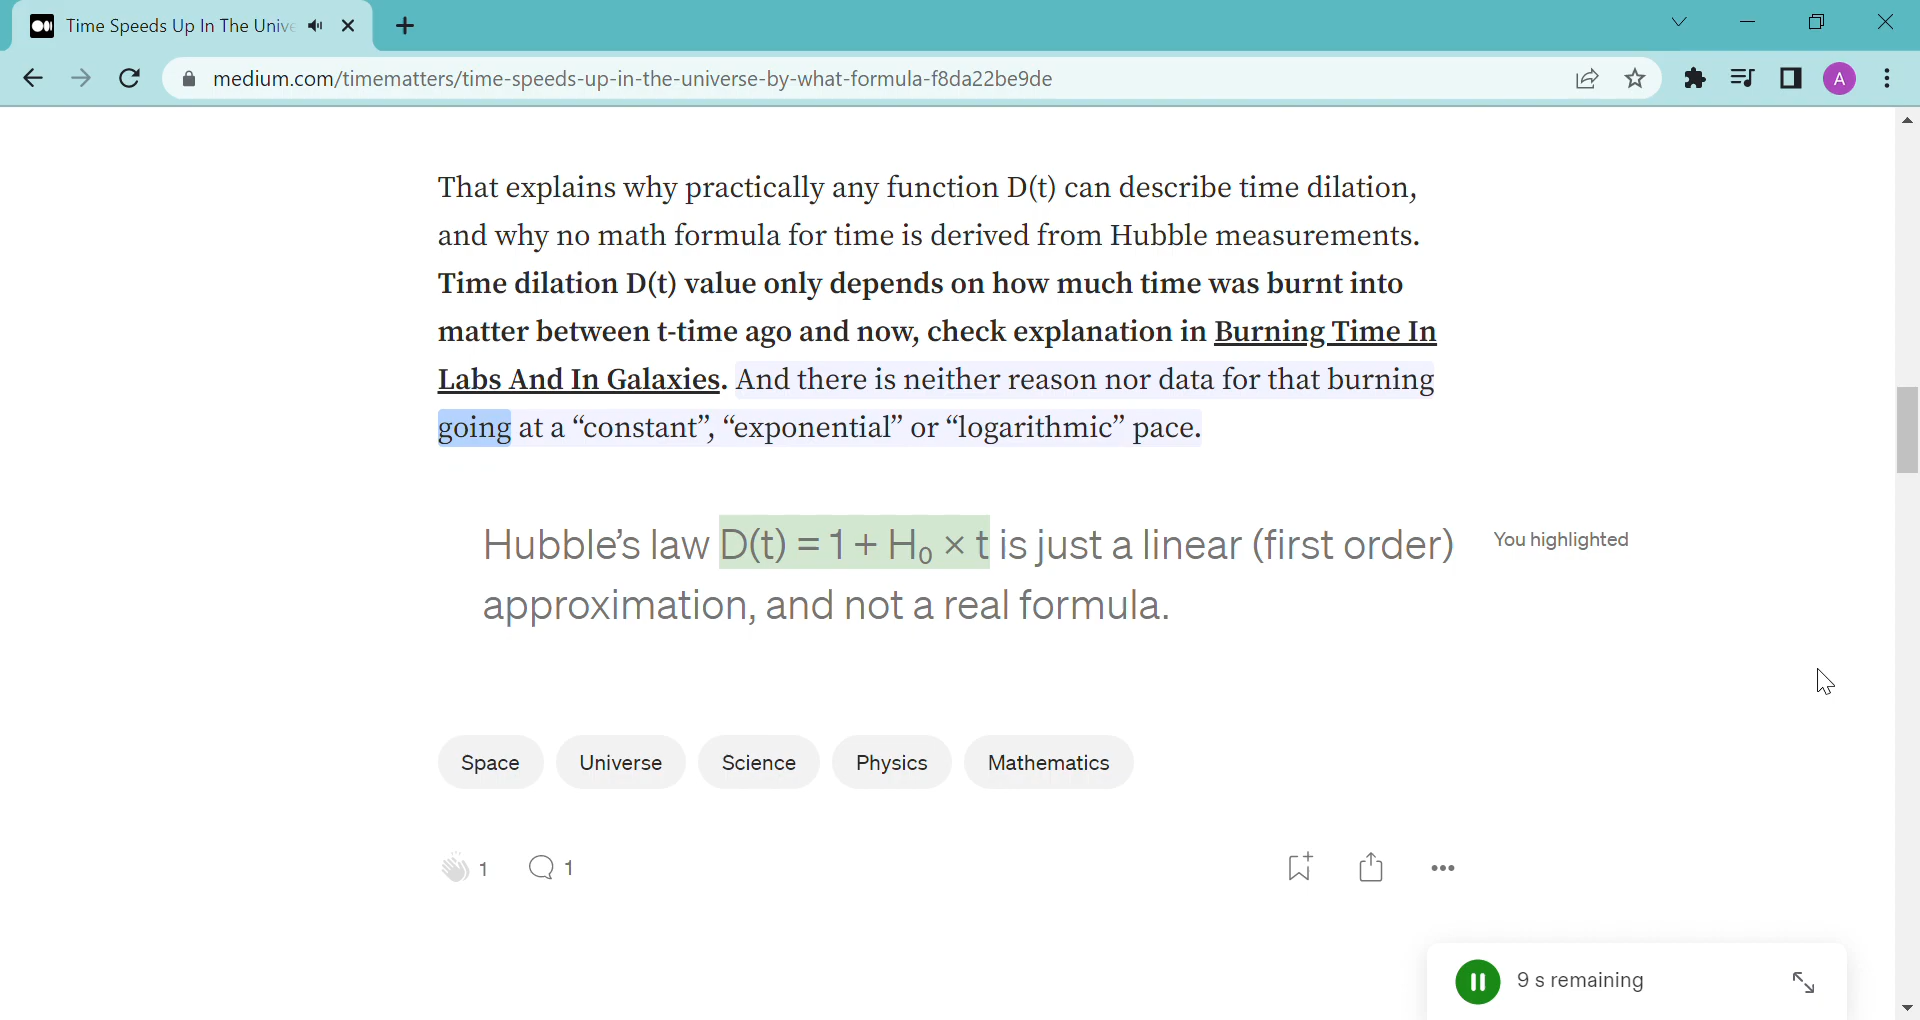 Time Speeds Up In The Unive
medium.com/timematters/time-speeds-up-in-the-universe-by-what-formula-f8da22be9de
A
That explains why practically any function D(t) can describe time dilation,
and why no math formula for time is derived from Hubble measurements.
Time dilation D(t) value only depends on how much time was burnt into
matter between t-time ago and now, check explanation in Burning Time In
Labs And In Galaxies. And there is neither reason nor data for that burning
going at a “constant”, “exponential” or “logarithmic” pace.
Hubble’s law D(t) = 1 + H₀ × t is just a linear (first order)
You highlighted
approximation, and not a real formula.
Space Universe Science Physics Mathematics
1 1
9 s remaining